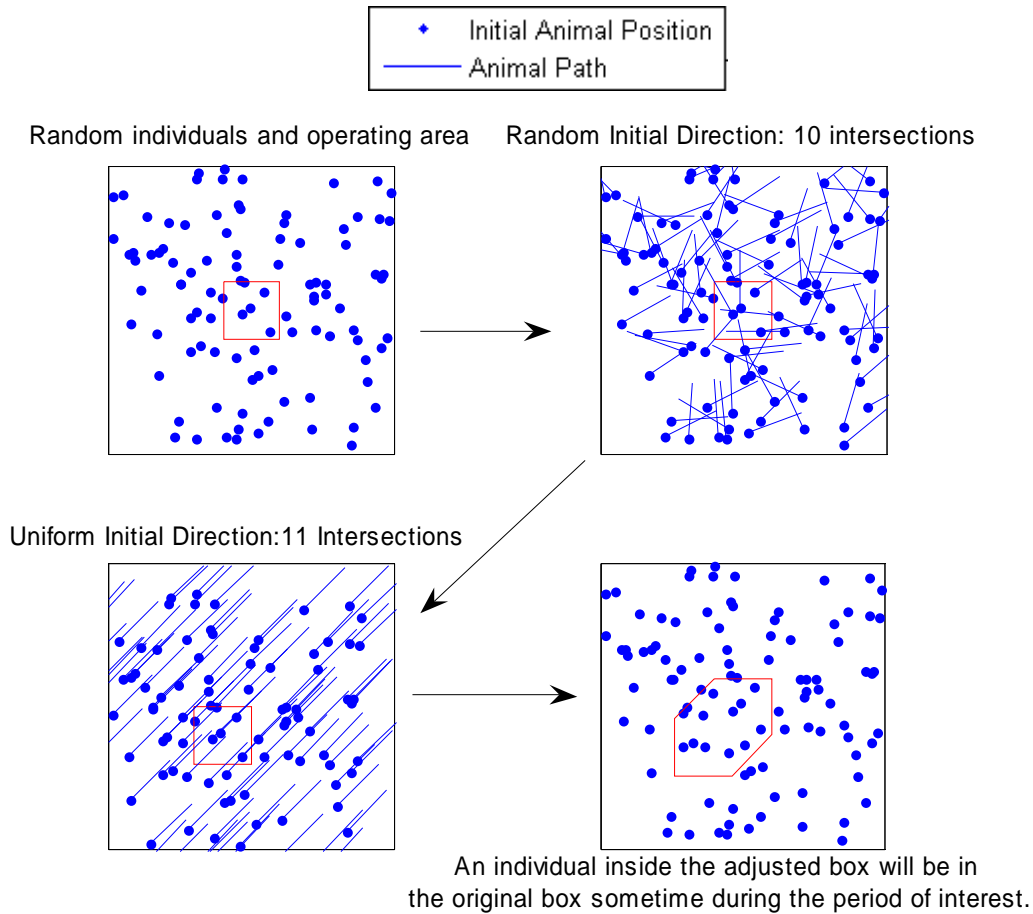 Initial Animal Position
Animal Path
Random individuals and operating area
Random Initial Direction: 10 intersections
Uniform Initial Direction:11 Intersections
An individual inside the adjusted box will be in
the original box sometime during the period of interest.